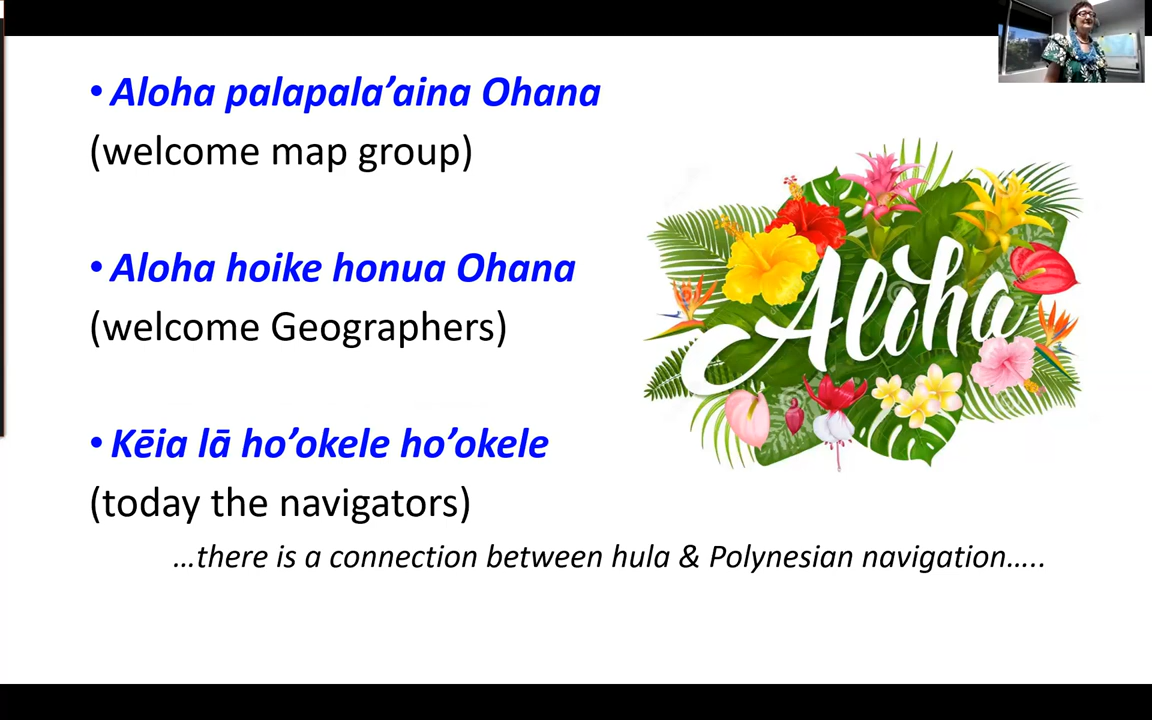 • Aloha palapala’aina Ohana
(welcome map group)
• Aloha hoike honua Ohana
(welcome Geographers)
• Kēia lā ho’okele ho’okele
(today the navigators)
…there is a connection between hula & Polynesian navigation…..
Aloha